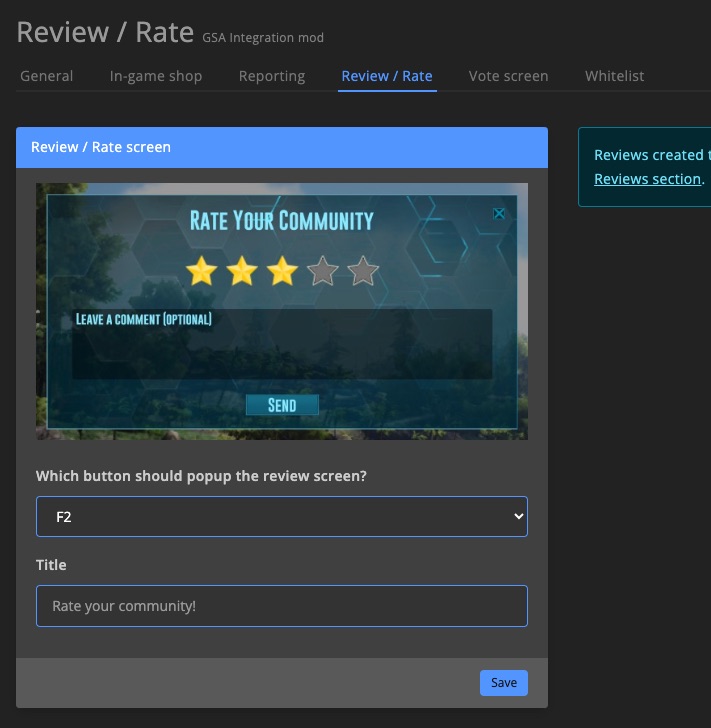 Review / Rate GSA Integration mod
General In-game shop Reporting Review / Rate Vote screen Whitelist
Review / Rate screen
Rate Your Community
Leave a comment (optional)
Send
Which button should popup the review screen?
F2
Title
Rate your community!
Save
Reviews created
Reviews section.